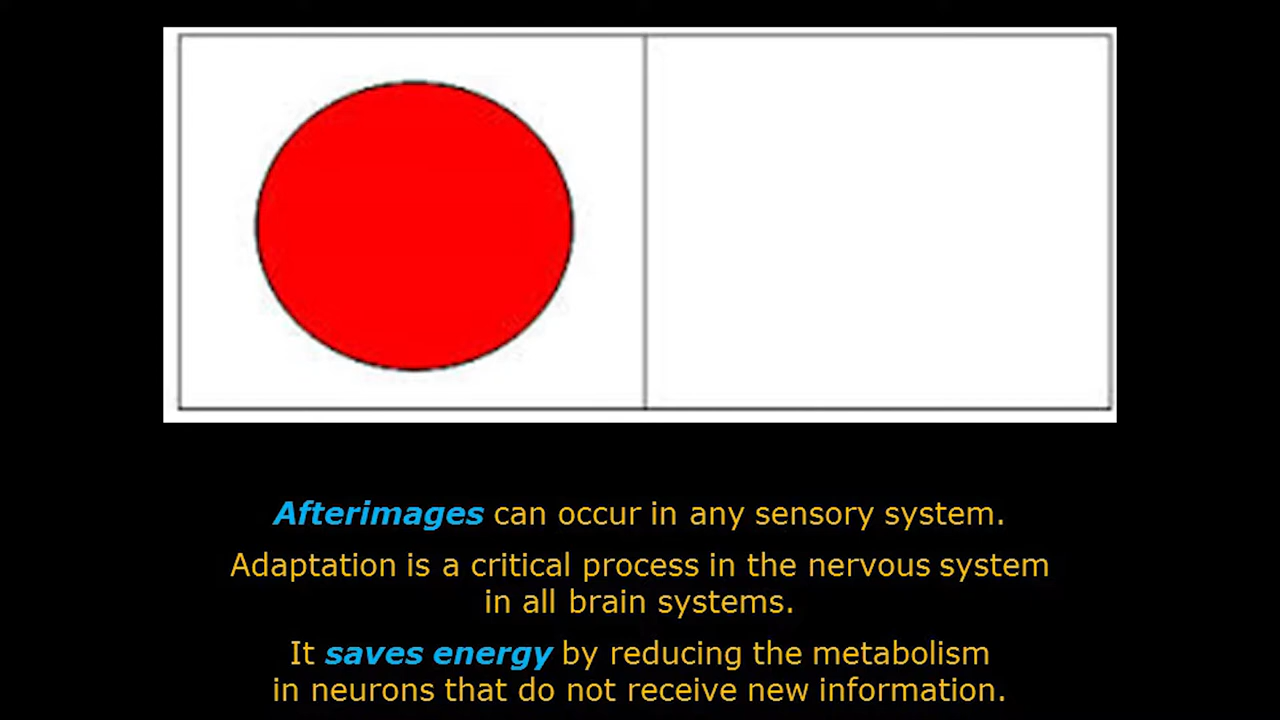 Afterimages can occur in any sensory system.
Adaptation is a critical process in the nervous system
in all brain systems.
It saves energy by reducing the metabolism
in neurons that do not receive new information.